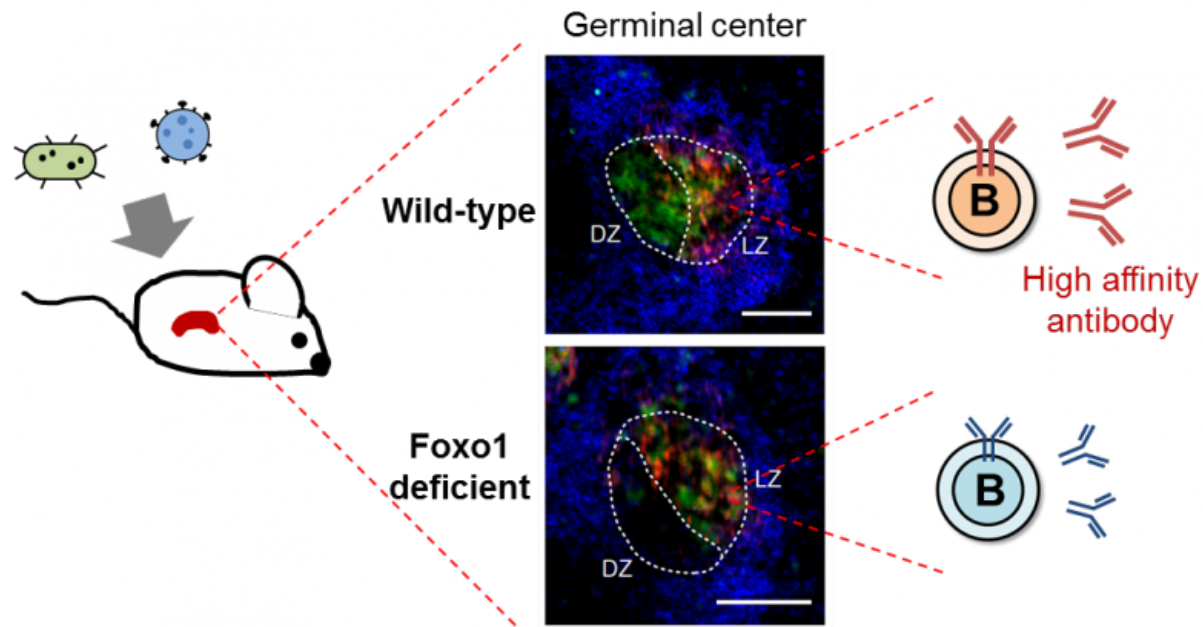 Germinal center
Wild-type
DZ
LZ
B
High affinity
antibody
Foxo1
deficient
LZ
DZ
B